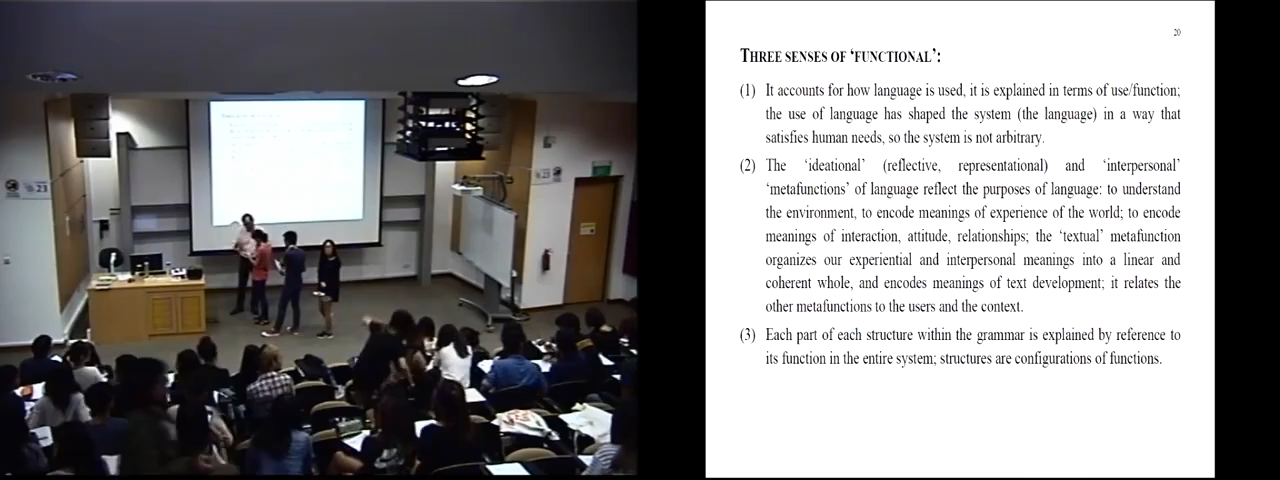 20
THREE SENSES OF ‘FUNCTIONAL’:
(1) It accounts for how language is used, it is explained in terms of use/function;
the use of language has shaped the system (the language) in a way that
satisfies human needs, so the system is not arbitrary.
(2) The ‘ideational’ (reflective, representational) and ‘interpersonal’
‘metafunctions’ of language reflect the purposes of language: to understand
the environment, to encode meanings of experience of the world; to encode
meanings of interaction, attitude, relationships; the ‘textual’ metafunction
organizes our experiential and interpersonal meanings into a linear and
coherent whole, and encodes meanings of text development; it relates the
other metafunctions to the users and the context.
(3) Each part of each structure within the grammar is explained by reference to
its function in the entire system; structures are configurations of functions.
23
23